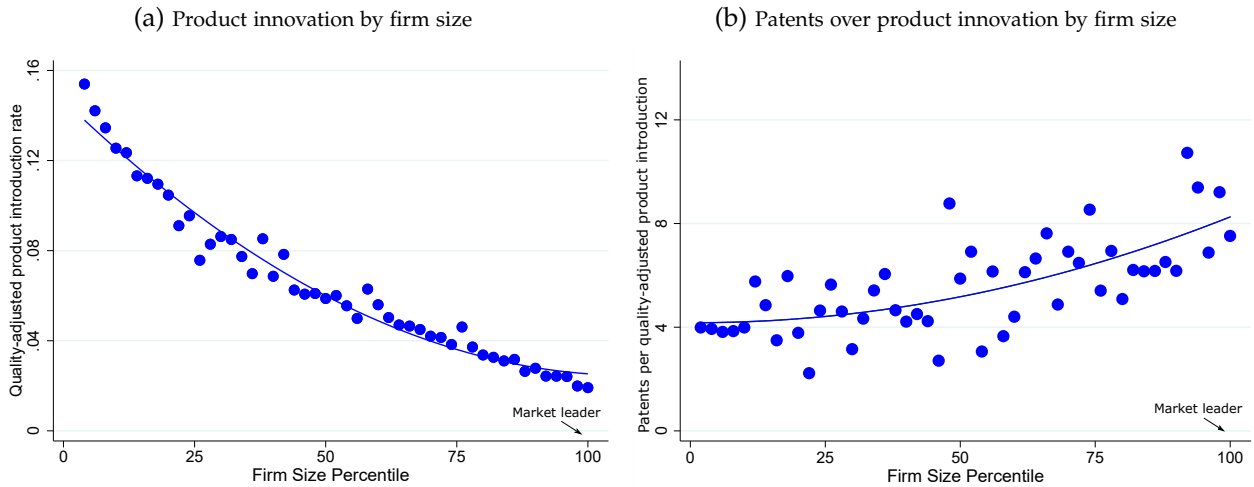 (a) Product innovation by firm size
Quality-adjusted product introduction rate
.16
.12
.08
.04
0
Market leader
0
25
50
75
100
Firm Size Percentile
(b) Patents over product innovation by firm size
Patents per quality-adjusted product introduction
12
8
4
0
Market leader
0
25
50
75
100
Firm Size Percentile